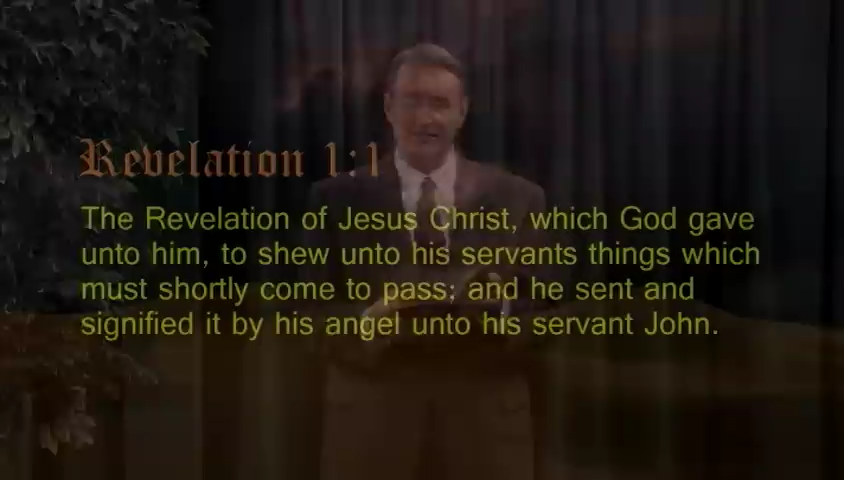 Revelation 1:1
The Revelation of Jesus Christ, which God gave
unto him, to shew unto his servants things which
must shortly come to pass; and he sent and
signified it by his angel unto his servant John.